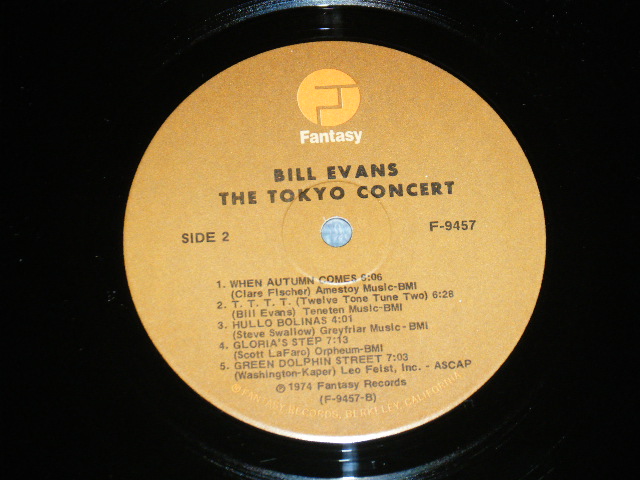 Fantasy
BILL EVANS
THE TOKYO CONCERT
SIDE 2
F-9457
1. WHEN AUTUMN COMES 6:06
(Clare Fischer) Amestoy Music-BMI
2. T. T. T. T. (Twelve Tone Tune Two) 6:28
(Bill Evans) Teneten Music-BMI
3. HULLO BOLINAS 4:01
(Steve Swallow) Greyfriar Music-BMI
4. GLORIA'S STEP 7:13
(Scott LaFaro) Orpheum-BMI
5. GREEN DOLPHIN STREET 7:03
(Washington-Kaper) Leo Feist, Inc. - ASCAP
℗ 1974 Fantasy Records
(F-9457-B)
© FANTASY RECORDS, BERKELEY, CALIFORNIA